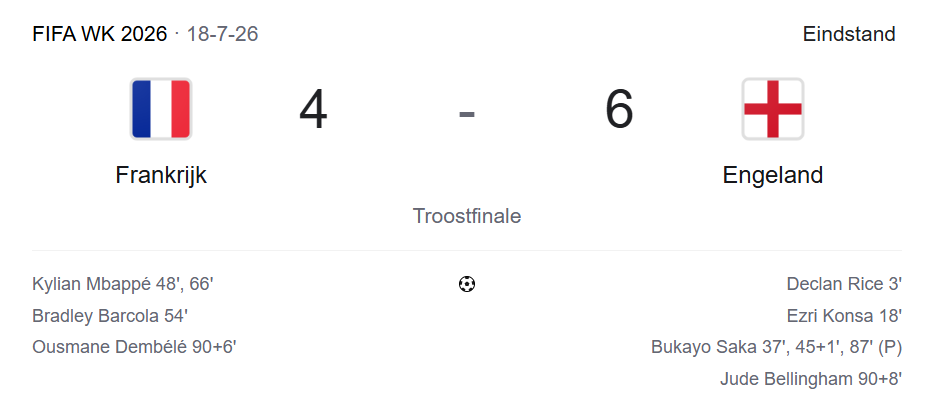 FIFA WK 2026 · 18-7-26 Eindstand
4 - 6
Frankrijk Engeland
Troostfinale
Kylian Mbappé 48', 66' Declan Rice 3'
Bradley Barcola 54' Ezri Konsa 18'
Ousmane Dembélé 90+6' Bukayo Saka 37', 45+1', 87' (P)
Jude Bellingham 90+8'